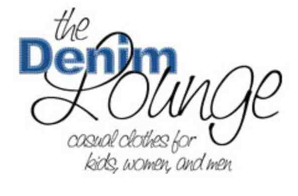 the
Denim
Lounge
casual clothes for
kids, women, and men